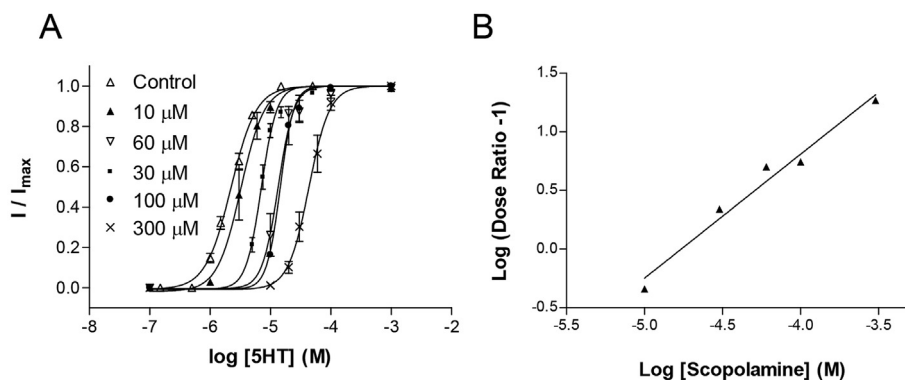 A
B
Control
10 μM
60 μM
30 μM
100 μM
300 μM
I / Imax
1.0
0.8
0.6
0.4
0.2
0.0
-8
-7
-6
-5
-4
-3
-2
log [5HT] (M)
Log (Dose Ratio -1)
1.5
1.0
0.5
0.0
-0.5
-5.5
-5.0
-4.5
-4.0
-3.5
Log [Scopolamine] (M)